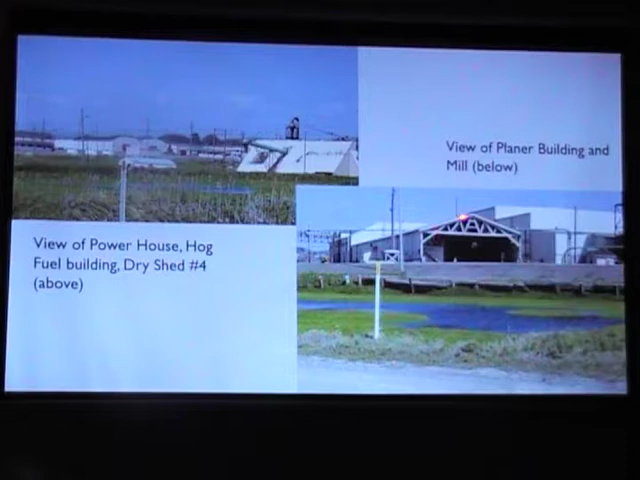 View of Planer Building and
Mill (below)
View of Power House, Hog
Fuel building, Dry Shed #4
(above)